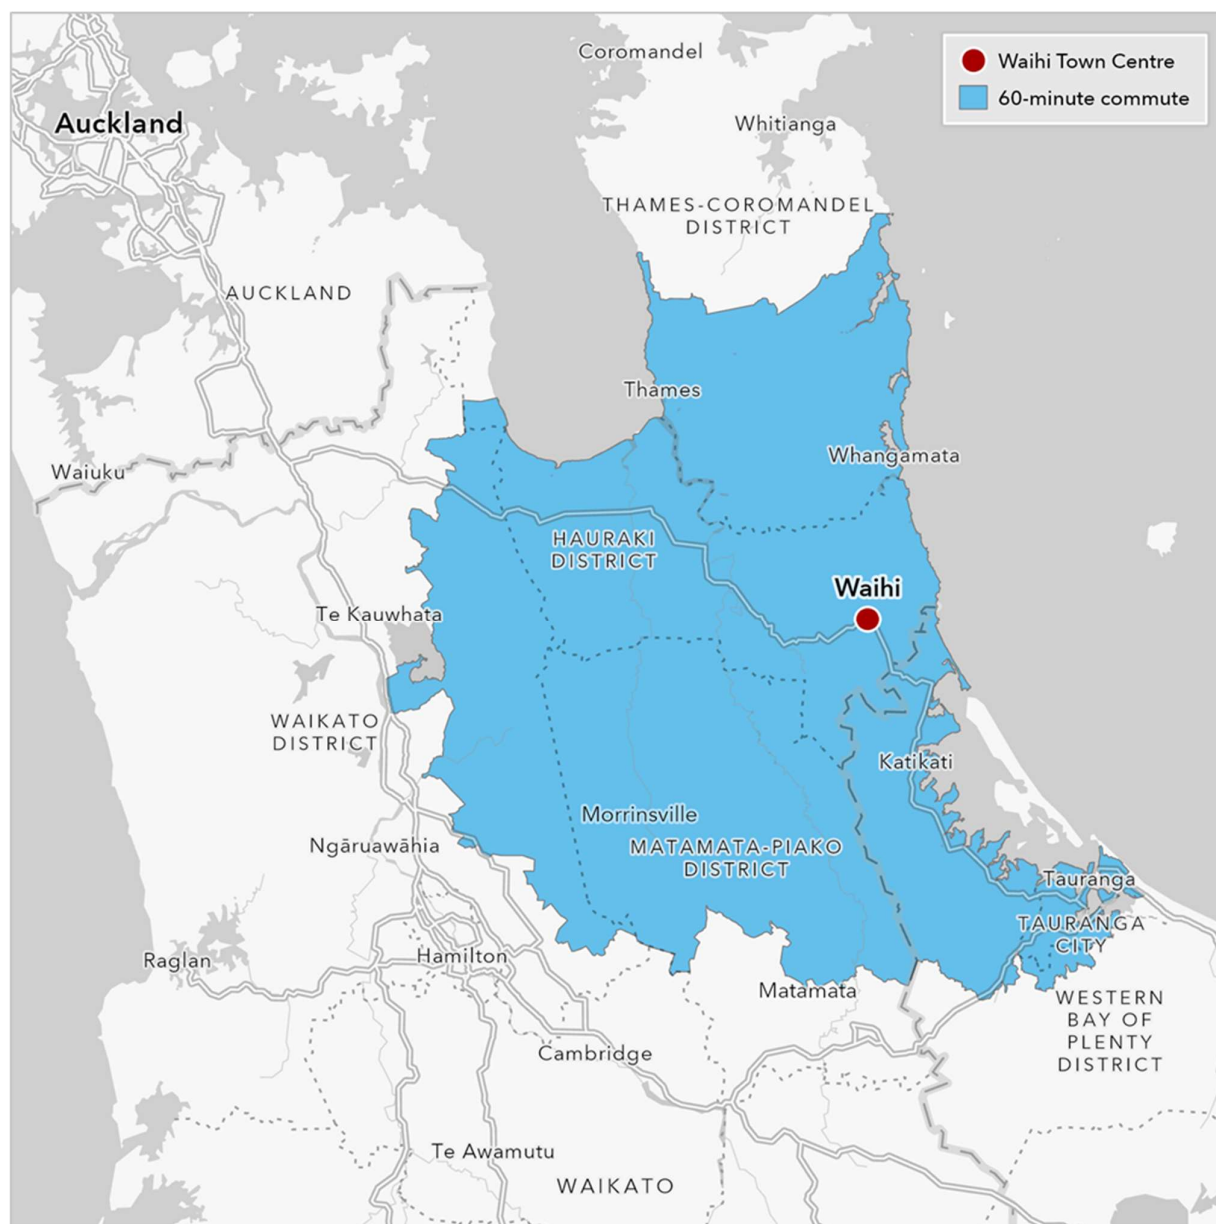 Coromandel
Waihi Town Centre
60-minute commute
Auckland
Whitianga
THAMES-COROMANDEL
DISTRICT
AUCKLAND
Thames
Whangamata
Waiuku
HAURAKI
DISTRICT
Waihi
Te Kauwhata
WAIKATO
DISTRICT
Katikati
Morrinsville
Ngāruawāhia
MATAMATA-PIAKO
DISTRICT
Tauranga
TAURANGA
CITY
Raglan
Hamilton
Matamata
WESTERN
BAY OF
PLENTY
DISTRICT
Cambridge
Te Awamutu
WAIKATO